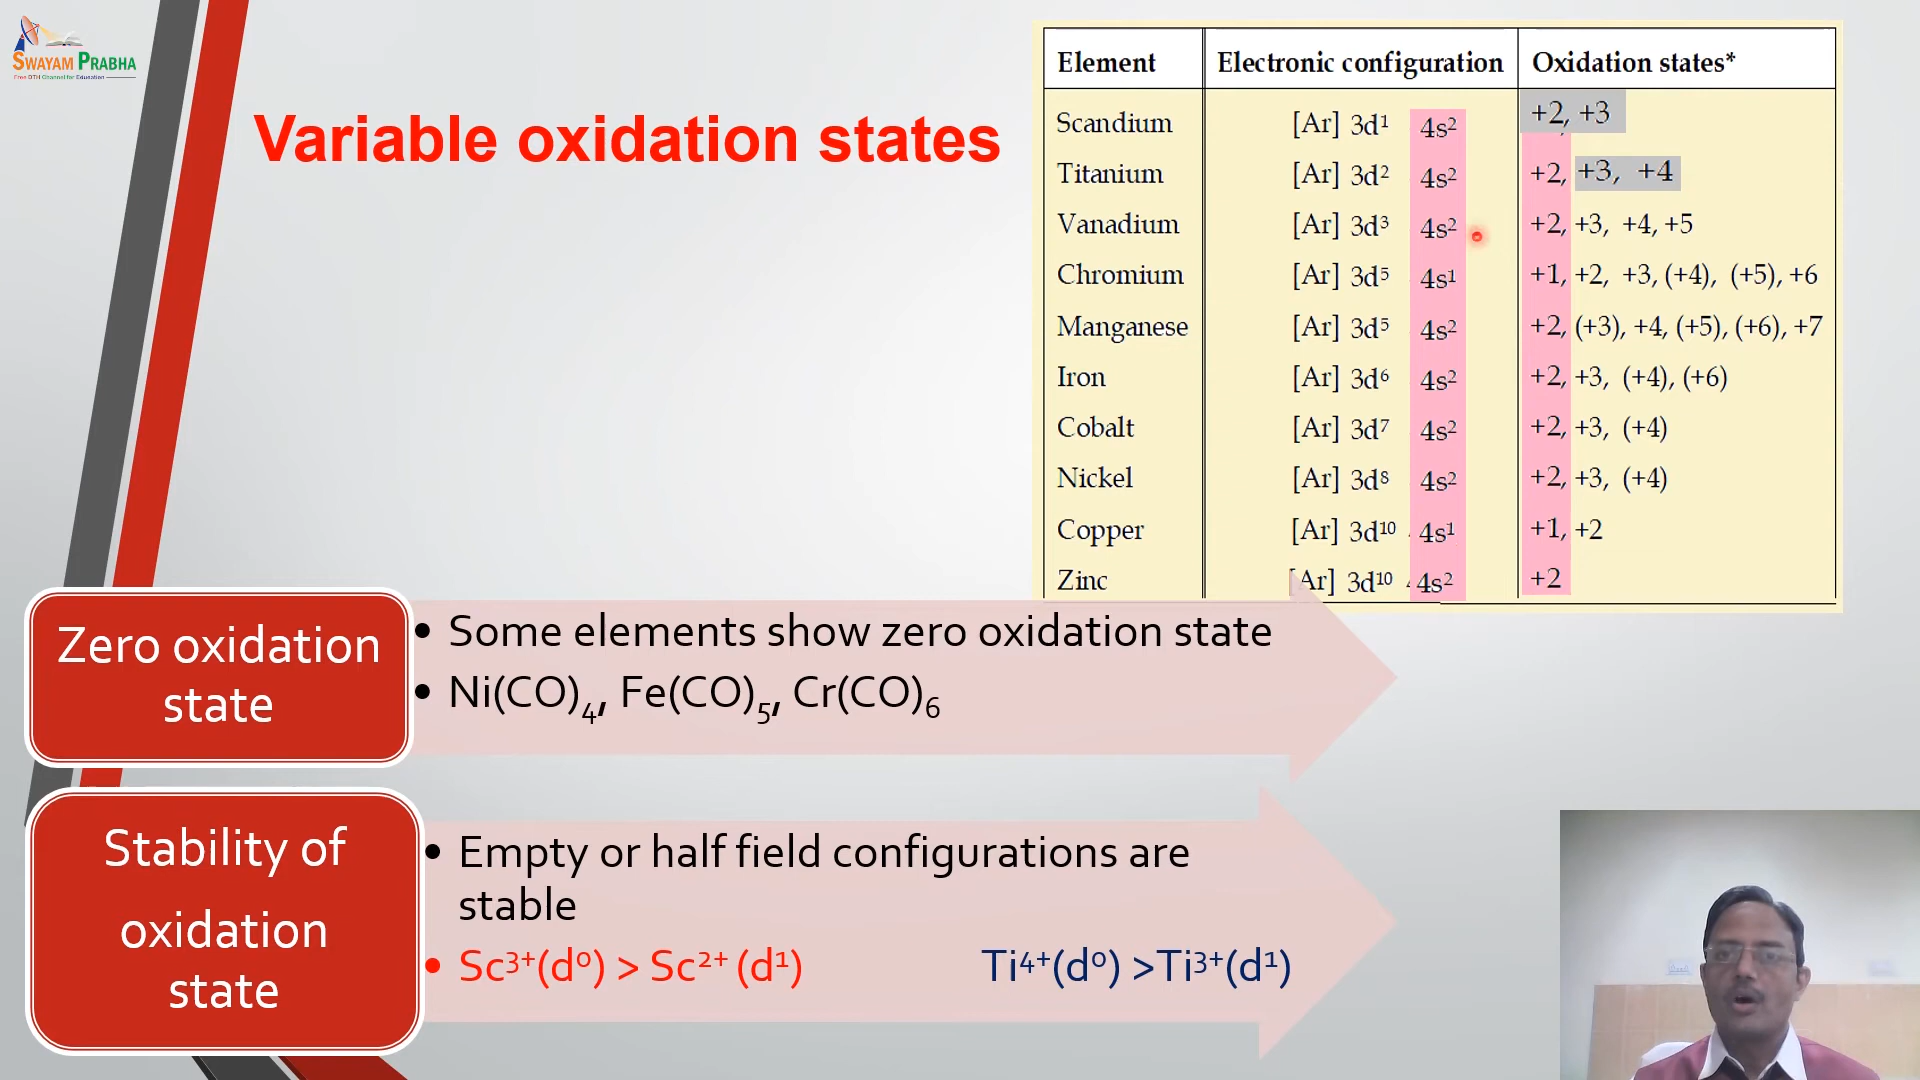 SWAYAM PRABHA
Free DTH Channel for Education
Variable oxidation states
Element Electronic configuration Oxidation states*
Scandium [Ar] 3d¹ 4s² +2, +3
Titanium [Ar] 3d² 4s² +2, +3, +4
Vanadium [Ar] 3d³ 4s² +2, +3, +4, +5
Chromium [Ar] 3d⁵ 4s¹ +1, +2, +3, (+4), (+5), +6
Manganese [Ar] 3d⁵ 4s² +2, (+3), +4, (+5), (+6), +7
Iron [Ar] 3d⁶ 4s² +2, +3, (+4), (+6)
Cobalt [Ar] 3d⁷ 4s² +2, +3, (+4)
Nickel [Ar] 3d⁸ 4s² +2, +3, (+4)
Copper [Ar] 3d¹⁰ 4s¹ +1, +2
Zinc [Ar] 3d¹⁰ 4s² +2
Zero oxidation
state
• Some elements show zero oxidation state
• Ni(CO)₄, Fe(CO)₅, Cr(CO)₆
Stability of
oxidation
state
• Empty or half field configurations are
stable
• Sc³⁺(d⁰) > Sc²⁺ (d¹) Ti⁴⁺(d⁰) >Ti³⁺(d¹)